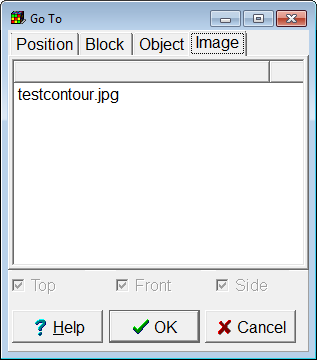 Go To
Position Block Object Image
testcontour.jpg
Top Front Side
? Help OK Cancel